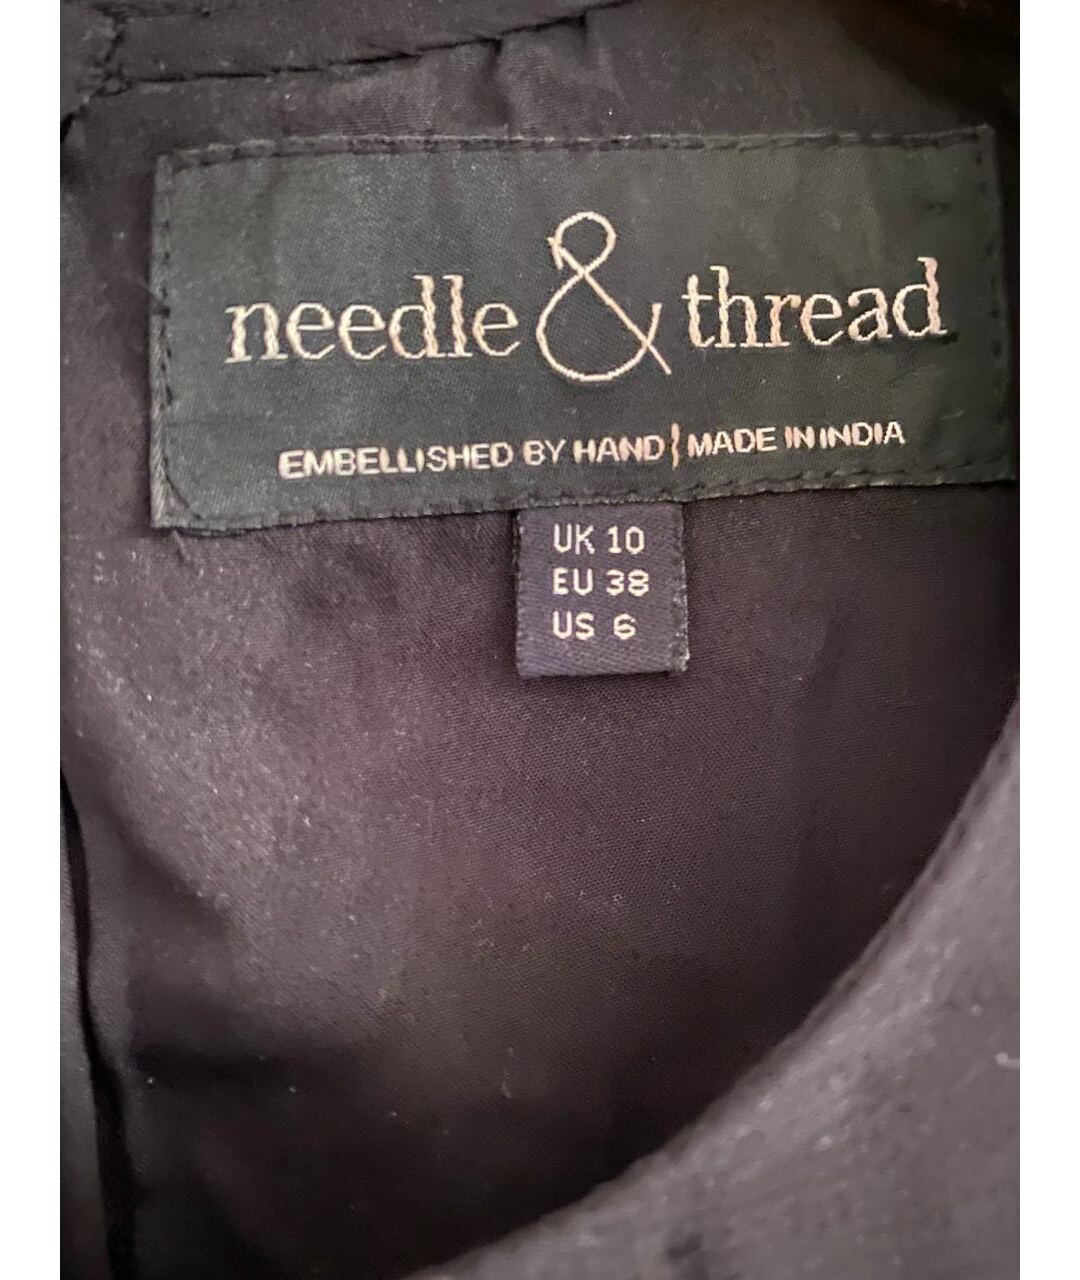 needle & thread
EMBELLISHED BY HAND | MADE IN INDIA
UK 10
EU 38
US 6